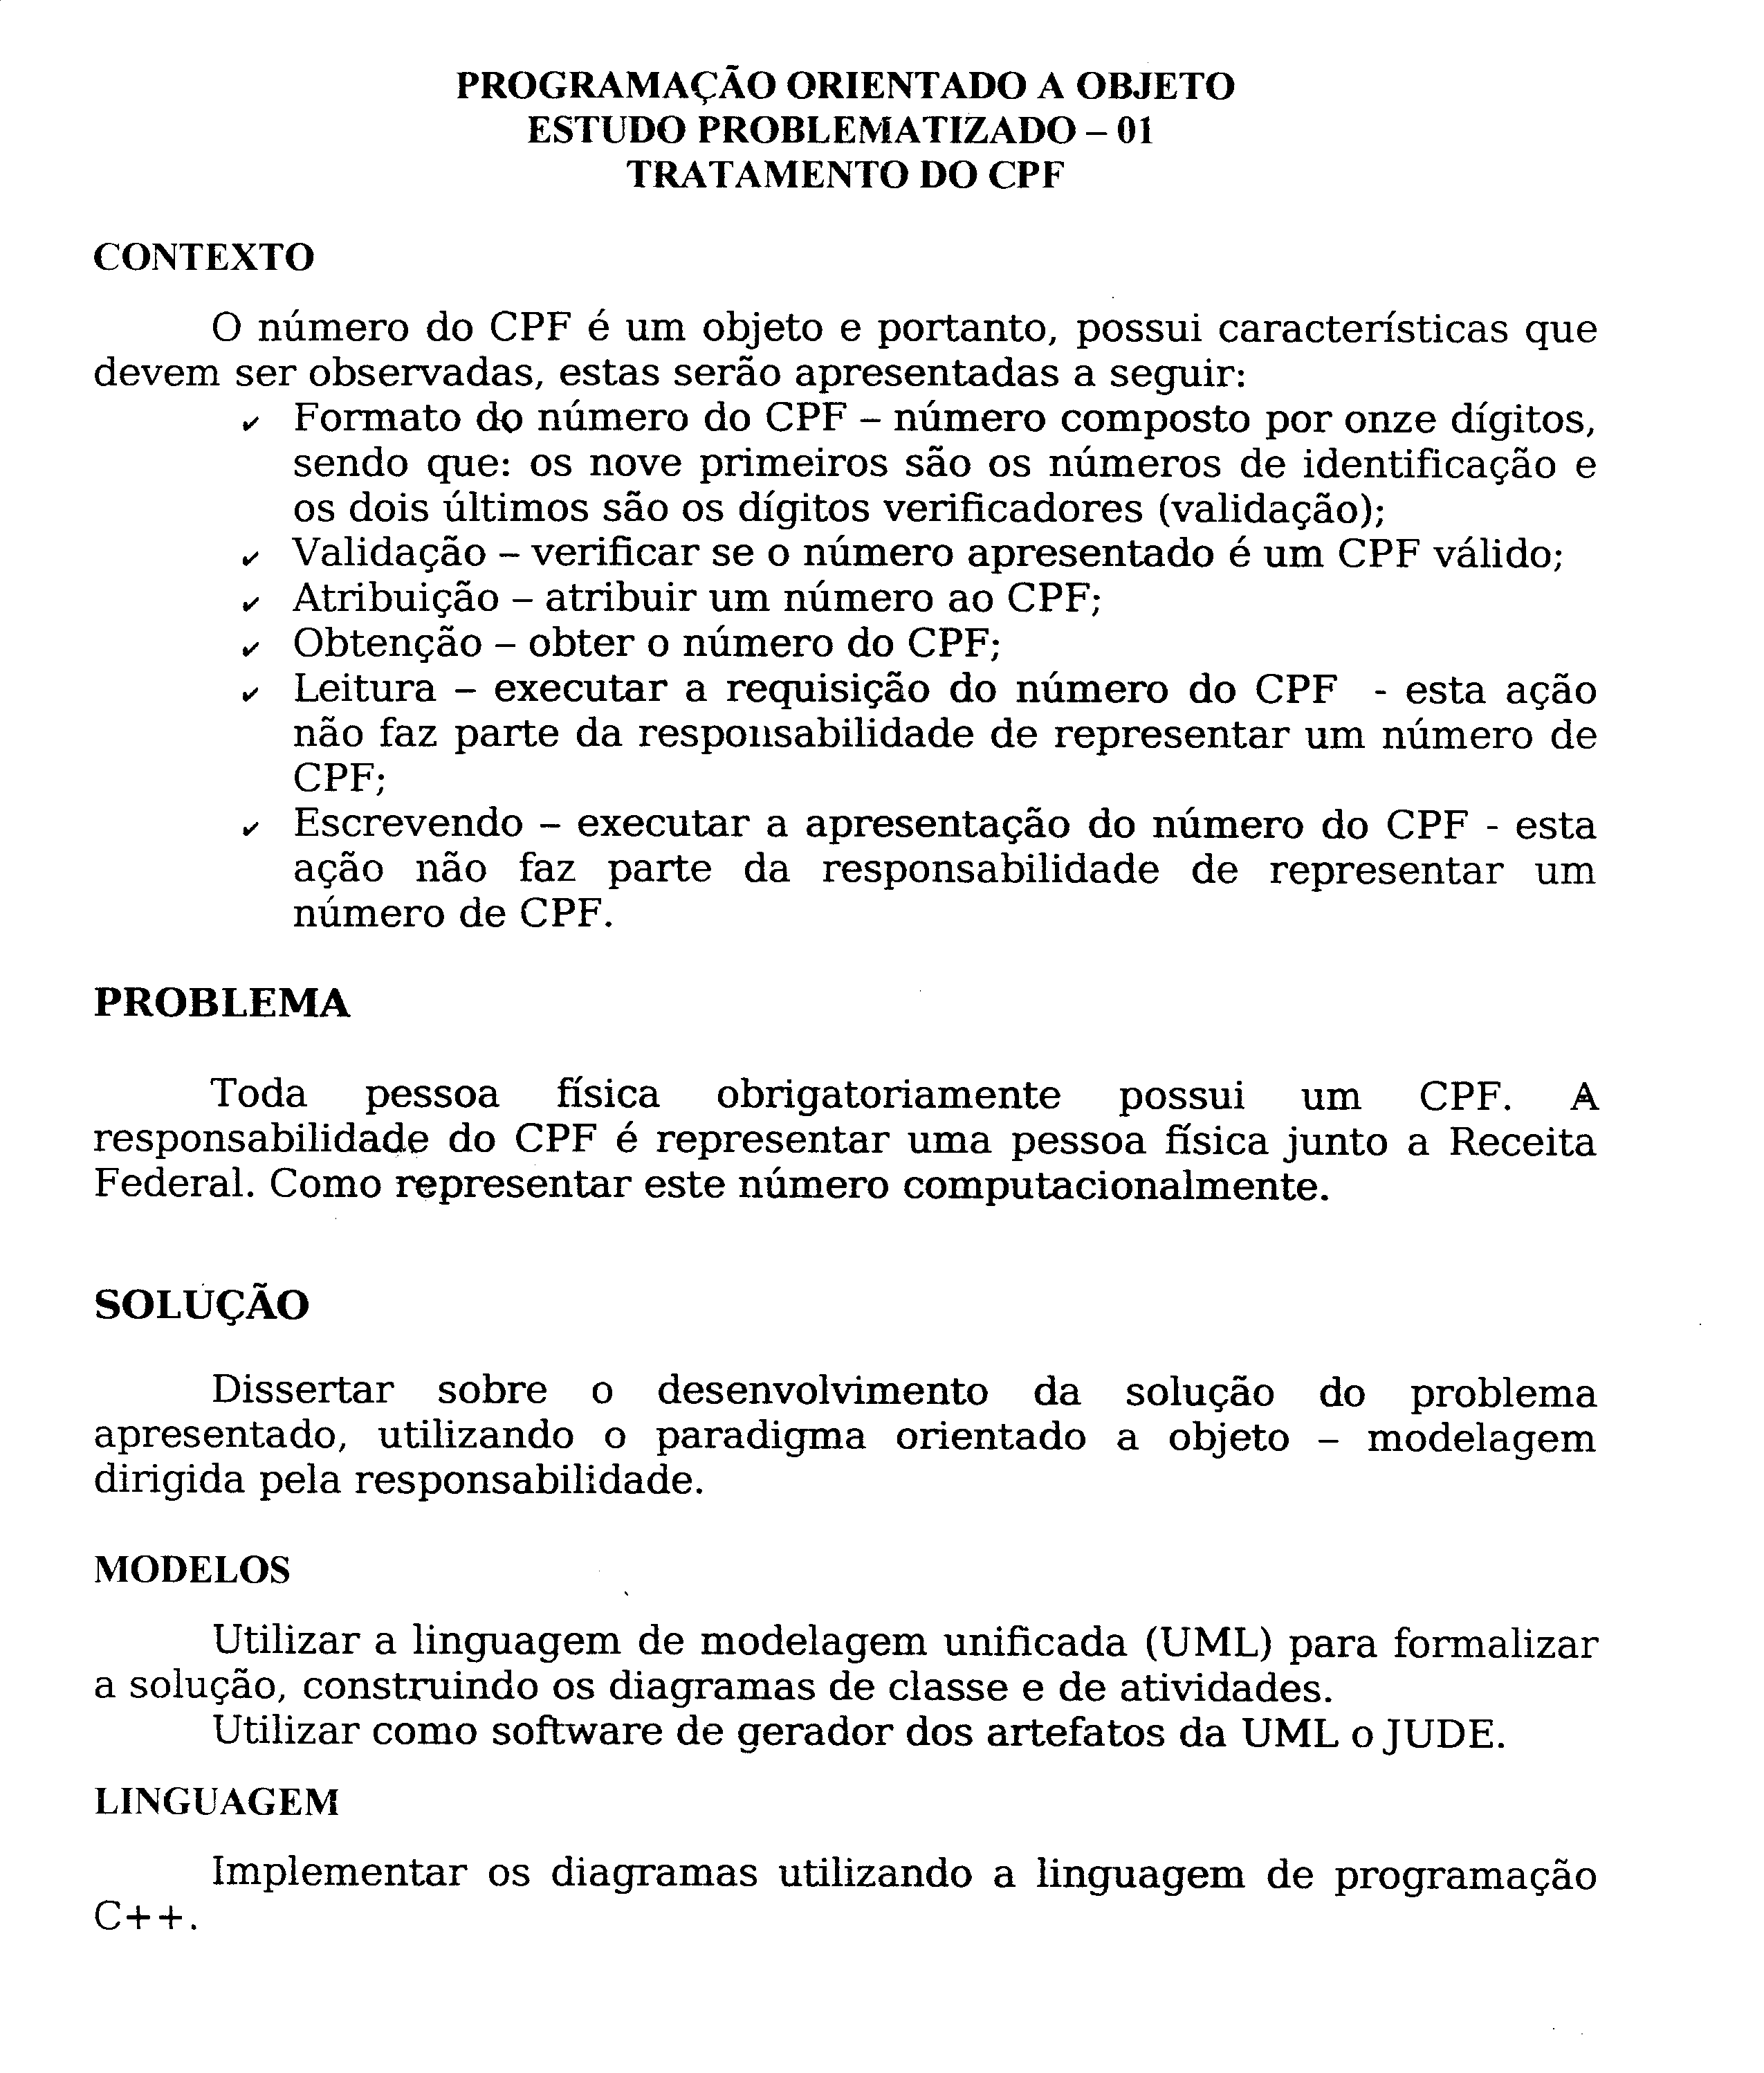 PROGRAMAÇÃO ORIENTADO A OBJETO
ESTUDO PROBLEMATIZADO – 01
TRATAMENTO DO CPF
CONTEXTO
O número do CPF é um objeto e portanto, possui características que
devem ser observadas, estas serão apresentadas a seguir:
✔ Formato do número do CPF – número composto por onze dígitos,
sendo que: os nove primeiros são os números de identificação e
os dois últimos são os dígitos verificadores (validação);
✔ Validação – verificar se o número apresentado é um CPF válido;
✔ Atribuição – atribuir um número ao CPF;
✔ Obtenção – obter o número do CPF;
✔ Leitura – executar a requisição do número do CPF - esta ação
não faz parte da responsabilidade de representar um número de
CPF;
✔ Escrevendo – executar a apresentação do número do CPF - esta
ação não faz parte da responsabilidade de representar um
número de CPF.
PROBLEMA
Toda pessoa física obrigatoriamente possui um CPF. A
responsabilidade do CPF é representar uma pessoa física junto a Receita
Federal. Como representar este número computacionalmente.
SOLUÇÃO
Dissertar sobre o desenvolvimento da solução do problema
apresentado, utilizando o paradigma orientado a objeto – modelagem
dirigida pela responsabilidade.
MODELOS
Utilizar a linguagem de modelagem unificada (UML) para formalizar
a solução, construindo os diagramas de classe e de atividades.
Utilizar como software de gerador dos artefatos da UML o JUDE.
LINGUAGEM
Implementar os diagramas utilizando a linguagem de programação
C++.